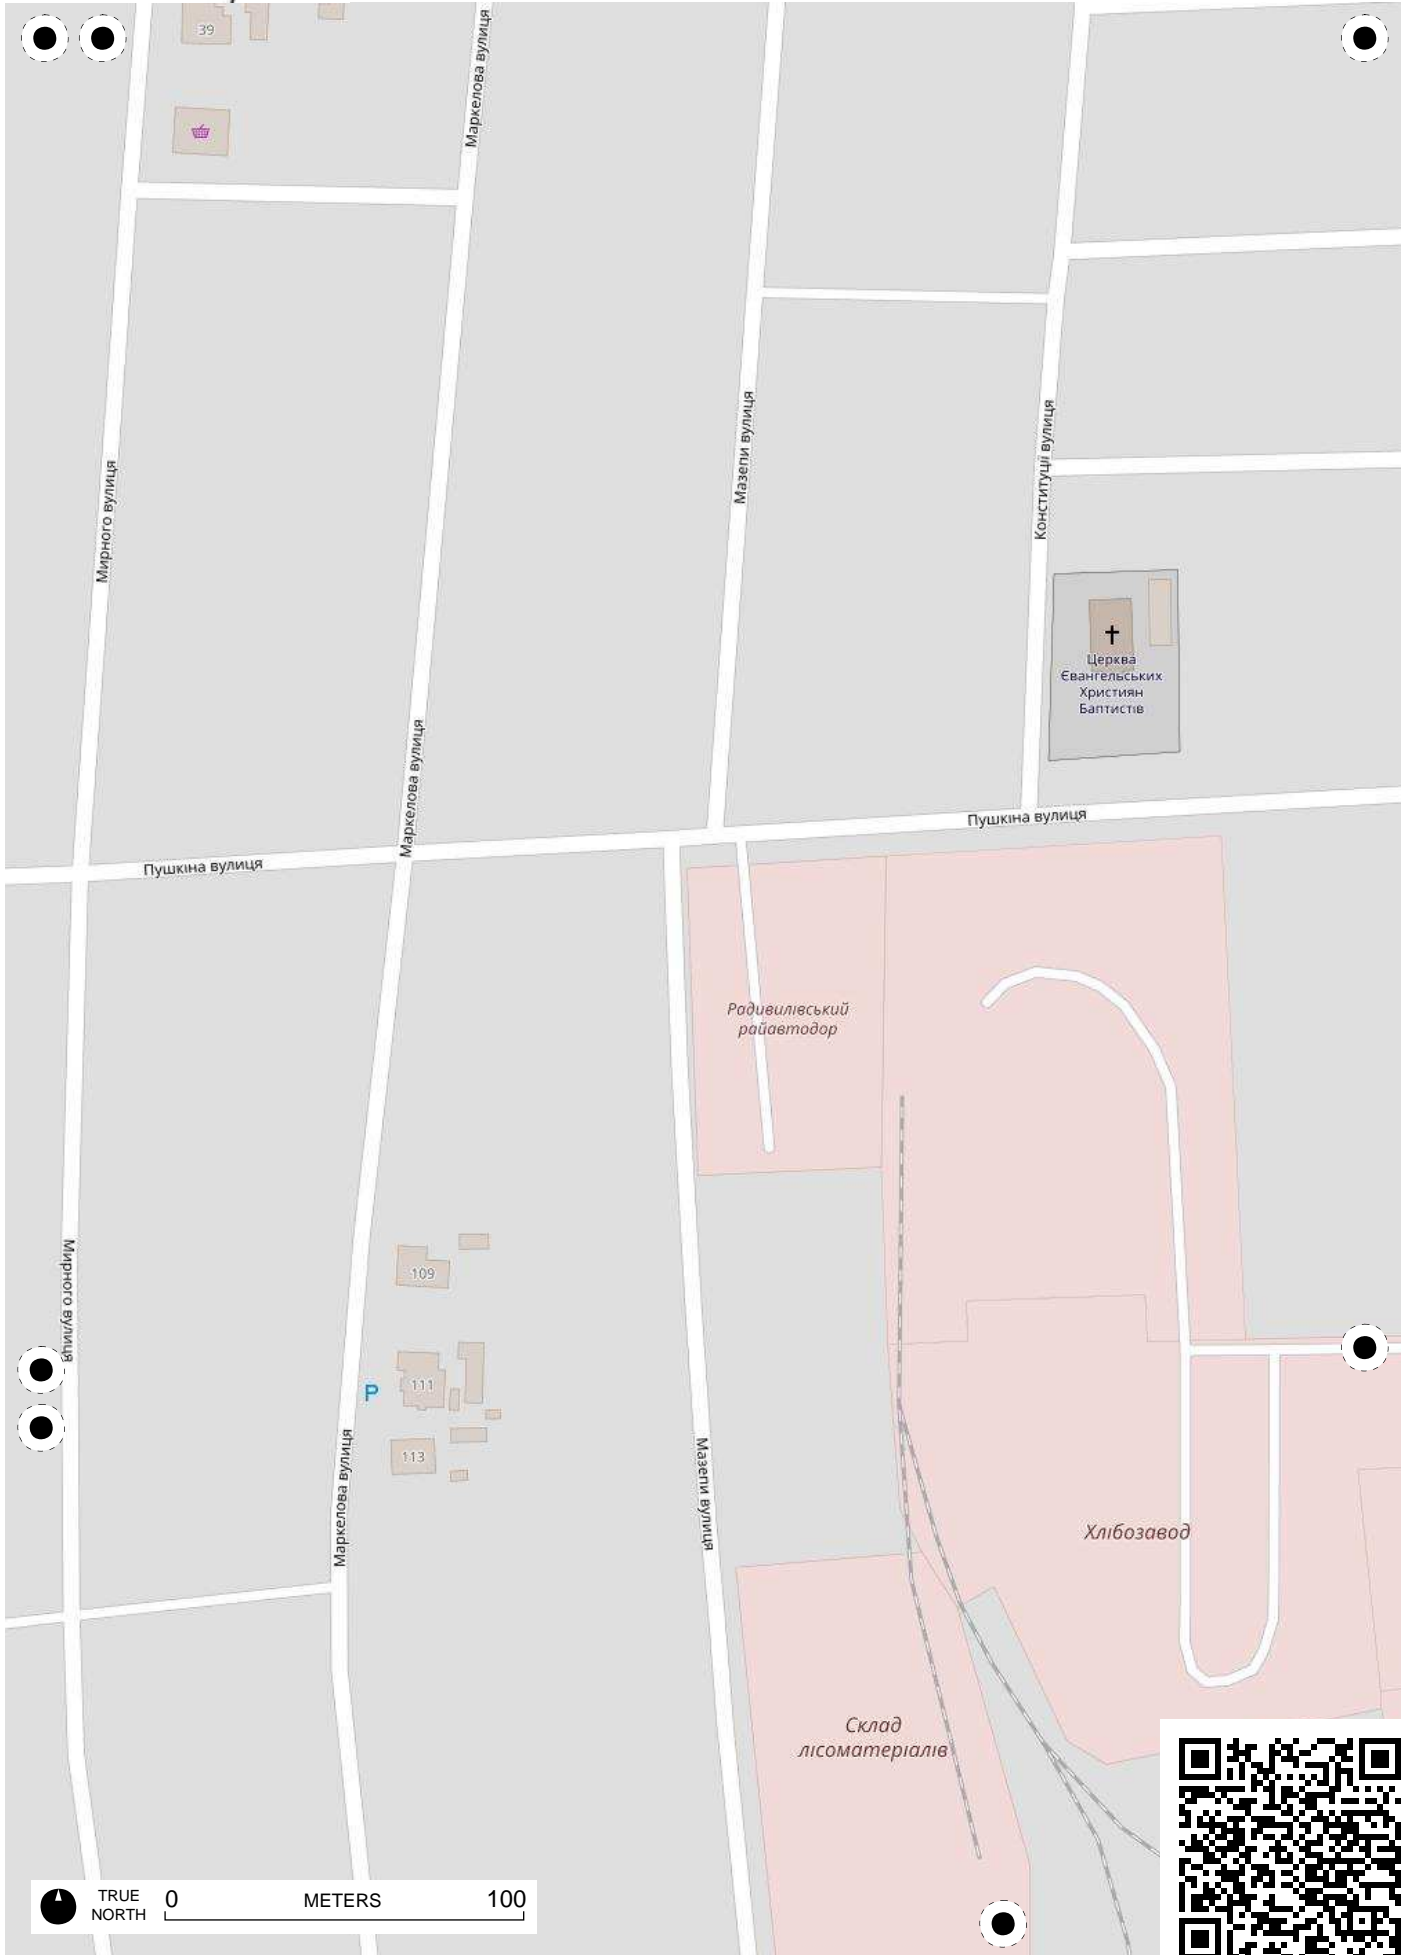 39
Маркелова вулиця
Мазепи вулиця
Конституції вулиця
Мирного вулиця
Церква
Євангельських
Християн
Баптистів
Маркелова вулиця
Пушкіна вулиця
Пушкіна вулиця
Радивилівський
райавтодор
Мирного вулиця
109
P
111
113
Маркелова вулиця
Мазепи вулиця
Хлібозавод
Склад
лісоматеріалів
TRUE
NORTH
0 METERS 100